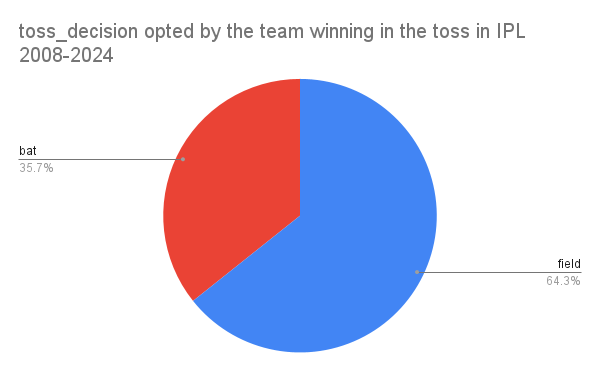 toss_decision opted by the team winning in the toss in IPL
2008-2024
bat
35.7%
field
64.3%